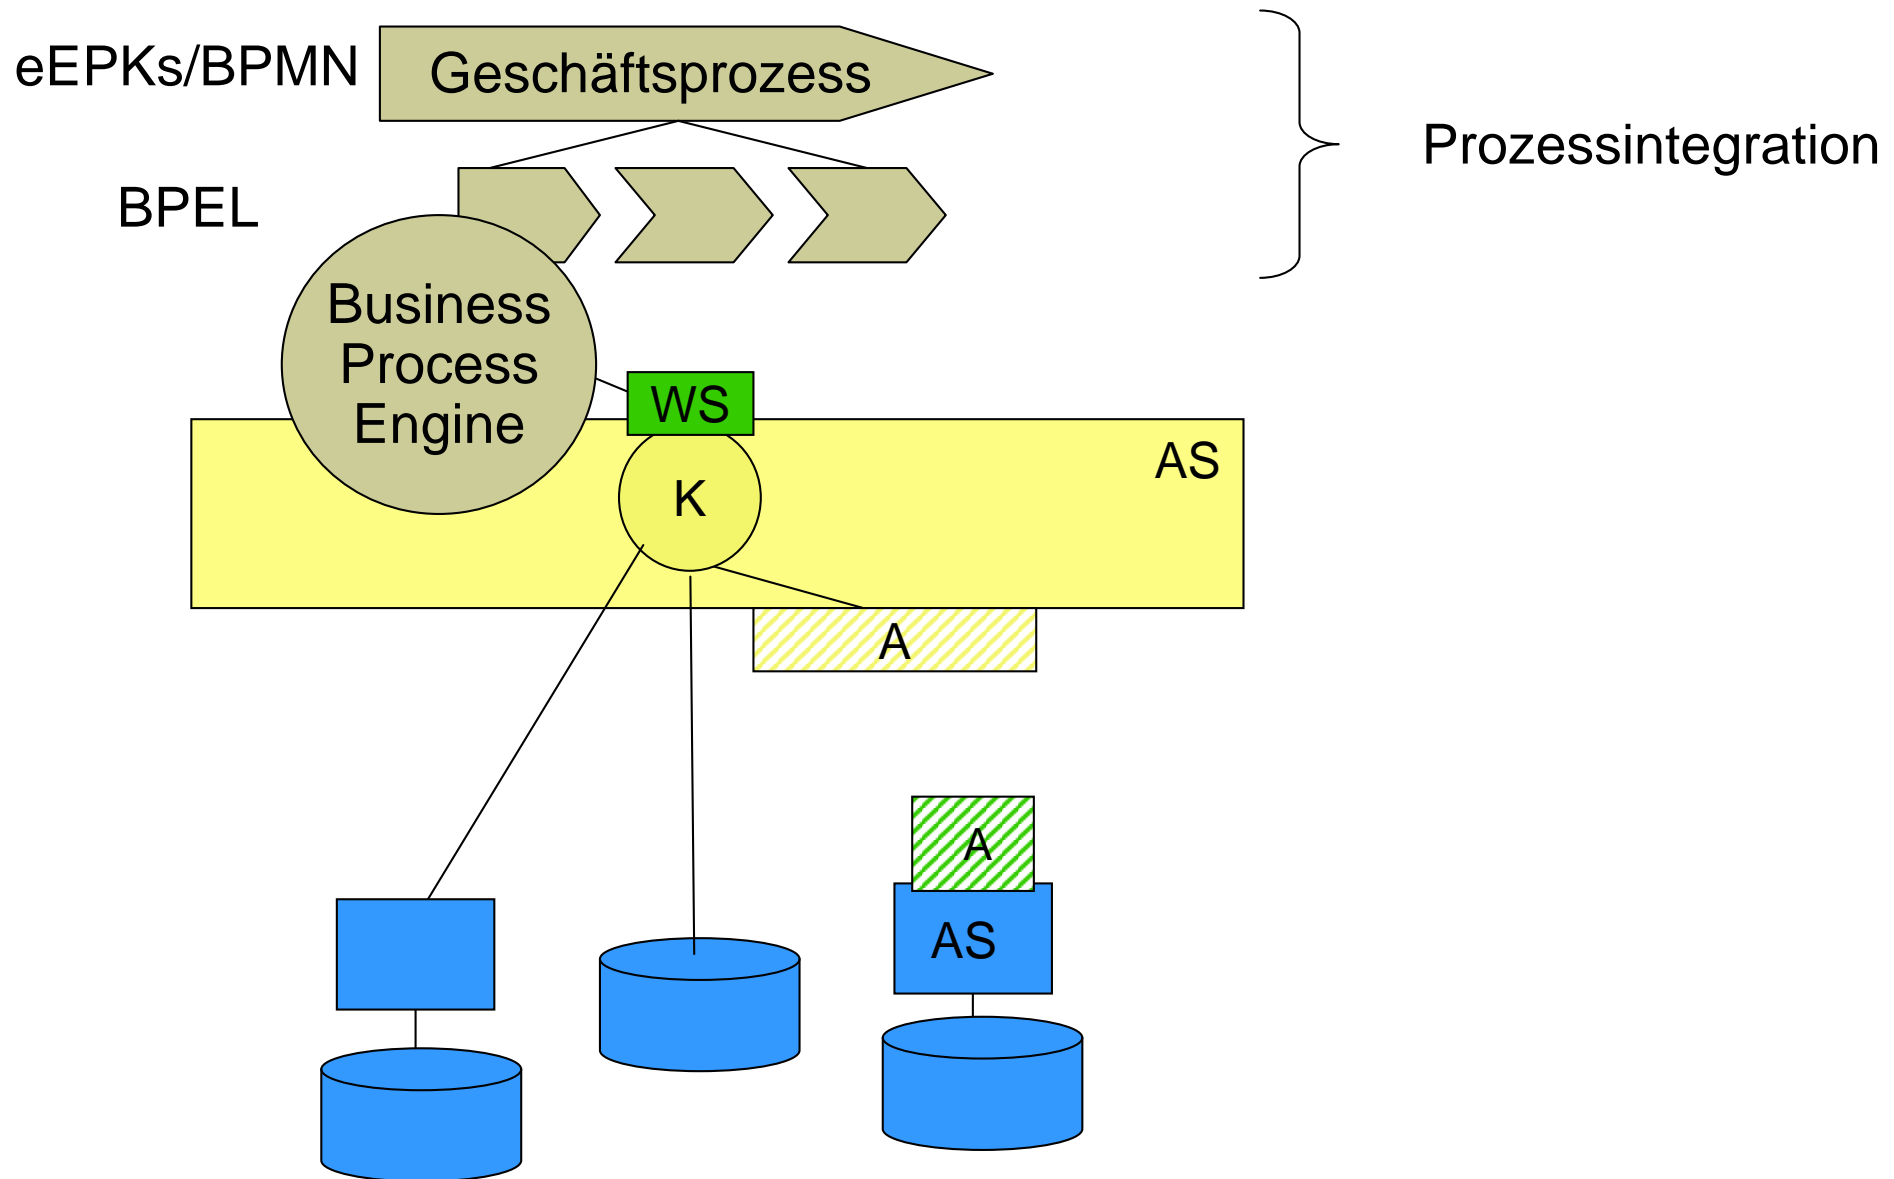 eEPKs/BPMN
Geschäftsprozess
Prozessintegration
BPEL
Business
Process
Engine
WS
AS
K
A
A
AS